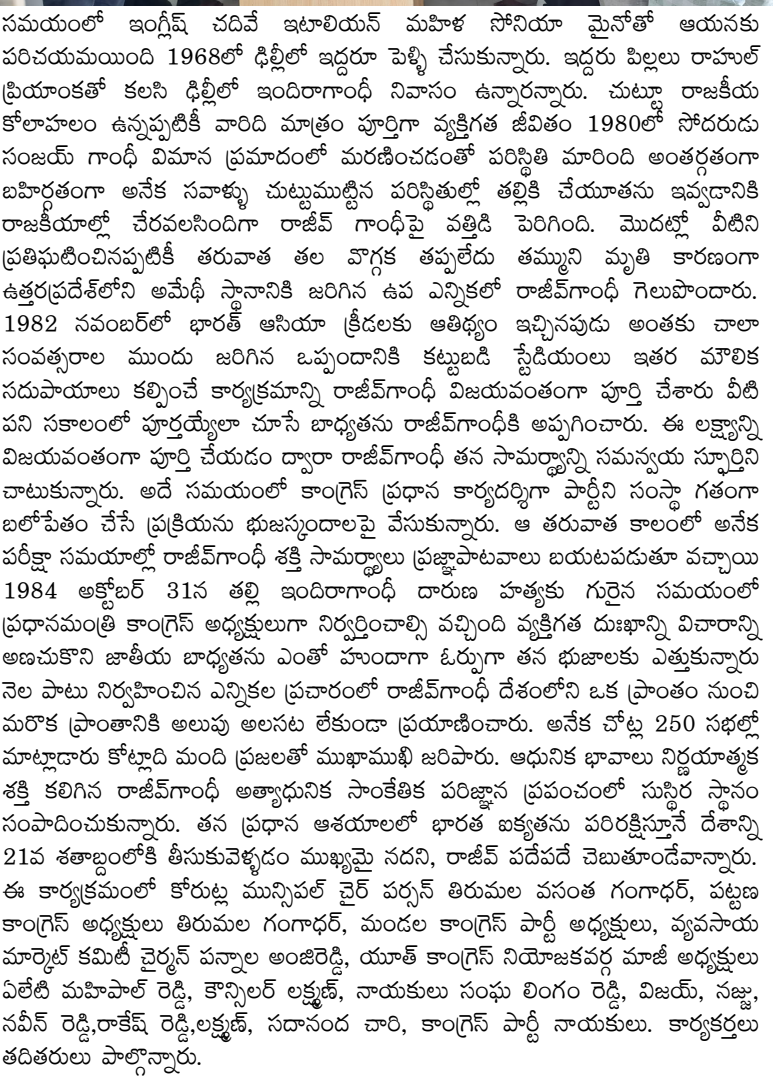 సమయంలో ఇంగ్లీష్ చదివే ఇటాలియన్ మహిళ సోనియా మైనోతో ఆయనకు
పరిచయమయింది 1968లో ఢిల్లీలో ఇద్దరూ పెళ్ళి చేసుకున్నారు. ఇద్దరు పిల్లలు రాహుల్
ప్రియాంకతో కలసి ఢిల్లీలో ఇందిరాగాంధీ నివాసం ఉన్నారన్నారు. చుట్టూ రాజకీయ
కోలాహలం ఉన్నప్పటికీ వారిది మాత్రం పూర్తిగా వ్యక్తిగత జీవితం 1980లో సోదరుడు
సంజయ్ గాంధీ విమాన ప్రమాదంలో మరణించడంతో పరిస్థితి మారింది అంతర్గతంగా
బహిర్గతంగా అనేక సవాళ్ళు చుట్టుముట్టిన పరిస్థితుల్లో తల్లికి చేయూతను ఇవ్వడానికి
రాజకీయాల్లో చేరవలసిందిగా రాజీవ్ గాంధీపై వత్తిడి పెరిగింది. మొదట్లో వీటిని
ప్రతిఘటించినప్పటికీ తరువాత తల వొగ్గక తప్పలేదు తమ్ముని మృతి కారణంగా
ఉత్తరప్రదేశ్‌లోని అమేథీ స్థానానికి జరిగిన ఉప ఎన్నికలో రాజీవ్‌గాంధీ గెలుపొందారు.
1982 నవంబర్‌లో భారత్ ఆసియా క్రీడలకు ఆతిథ్యం ఇచ్చినపుడు అంతకు చాలా
సంవత్సరాల ముందు జరిగిన ఒప్పందానికి కట్టుబడి స్టేడియంలు ఇతర మౌలిక
సదుపాయాలు కల్పించే కార్యక్రమాన్ని రాజీవ్‌గాంధీ విజయవంతంగా పూర్తి చేశారు వీటి
పని సకాలంలో పూర్తయ్యేలా చూసే బాధ్యతను రాజీవ్‌గాంధీకి అప్పగించారు. ఈ లక్ష్యాన్ని
విజయవంతంగా పూర్తి చేయడం ద్వారా రాజీవ్‌గాంధీ తన సామర్థ్యాన్ని సమన్వయ స్ఫూర్తిని
చాటుకున్నారు. అదే సమయంలో కాంగ్రెస్ ప్రధాన కార్యదర్శిగా పార్టీని సంస్థా గతంగా
బలోపేతం చేసే ప్రక్రియను భుజస్కందాలపై వేసుకున్నారు. ఆ తరువాత కాలంలో అనేక
పరీక్షా సమయాల్లో రాజీవ్‌గాంధీ శక్తి సామర్థ్యాలు ప్రజ్ఞాపాటవాలు బయటపడుతూ వచ్చాయి
1984 అక్టోబర్ 31న తల్లి ఇందిరాగాంధీ దారుణ హత్యకు గురైన సమయంలో
ప్రధానమంత్రి కాంగ్రెస్ అధ్యక్షులుగా నిర్వర్తించాల్సి వచ్చింది వ్యక్తిగత దుఃఖాన్ని విచారాన్ని
అణచుకొని జాతీయ బాధ్యతను ఎంతో హుందాగా ఓర్పుగా తన భుజాలకు ఎత్తుకున్నారు
నెల పాటు నిర్వహించిన ఎన్నికల ప్రచారంలో రాజీవ్‌గాంధీ దేశంలోని ఒక ప్రాంతం నుంచి
మరొక ప్రాంతానికి అలుపు అలసట లేకుండా ప్రయాణించారు. అనేక చోట్ల 250 సభల్లో
మాట్లాడారు కోట్లాది మంది ప్రజలతో ముఖాముఖి జరిపారు. ఆధునిక భావాలు నిర్ణయాత్మక
శక్తి కలిగిన రాజీవ్‌గాంధీ అత్యాధునిక సాంకేతిక పరిజ్ఞాన ప్రపంచంలో సుస్థిర స్థానం
సంపాదించుకున్నారు. తన ప్రధాన ఆశయాలలో భారత ఐక్యతను పరిరక్షిస్తూనే దేశాన్ని
21వ శతాబ్దంలోకి తీసుకువెళ్ళడం ముఖ్యమై నదని, రాజీవ్ పదేపదే చెబుతూండేవాన్నారు.
ఈ కార్యక్రమంలో కోరుట్ల మున్సిపల్ చైర్ పర్సన్ తిరుమల వసంత గంగాధర్, పట్టణ
కాంగ్రెస్ అధ్యక్షులు తిరుమల గంగాధర్, మండల కాంగ్రెస్ పార్టీ అధ్యక్షులు, వ్యవసాయ
మార్కెట్ కమిటీ చైర్మన్ పన్నాల అంజిరెడ్డి, యూత్ కాంగ్రెస్ నియోజకవర్గ మాజీ అధ్యక్షులు
ఏలేటి మహిపాల్ రెడ్డి, కౌన్సిలర్ లక్ష్మణ్, నాయకులు సంఘ లింగం రెడ్డి, విజయ్, నజ్జు,
నవీన్ రెడ్డి,రాకేష్ రెడ్డి,లక్ష్మణ్, సదానంద చారి, కాంగ్రెస్ పార్టీ నాయకులు. కార్యకర్తలు
తదితరులు పాల్గొన్నారు.